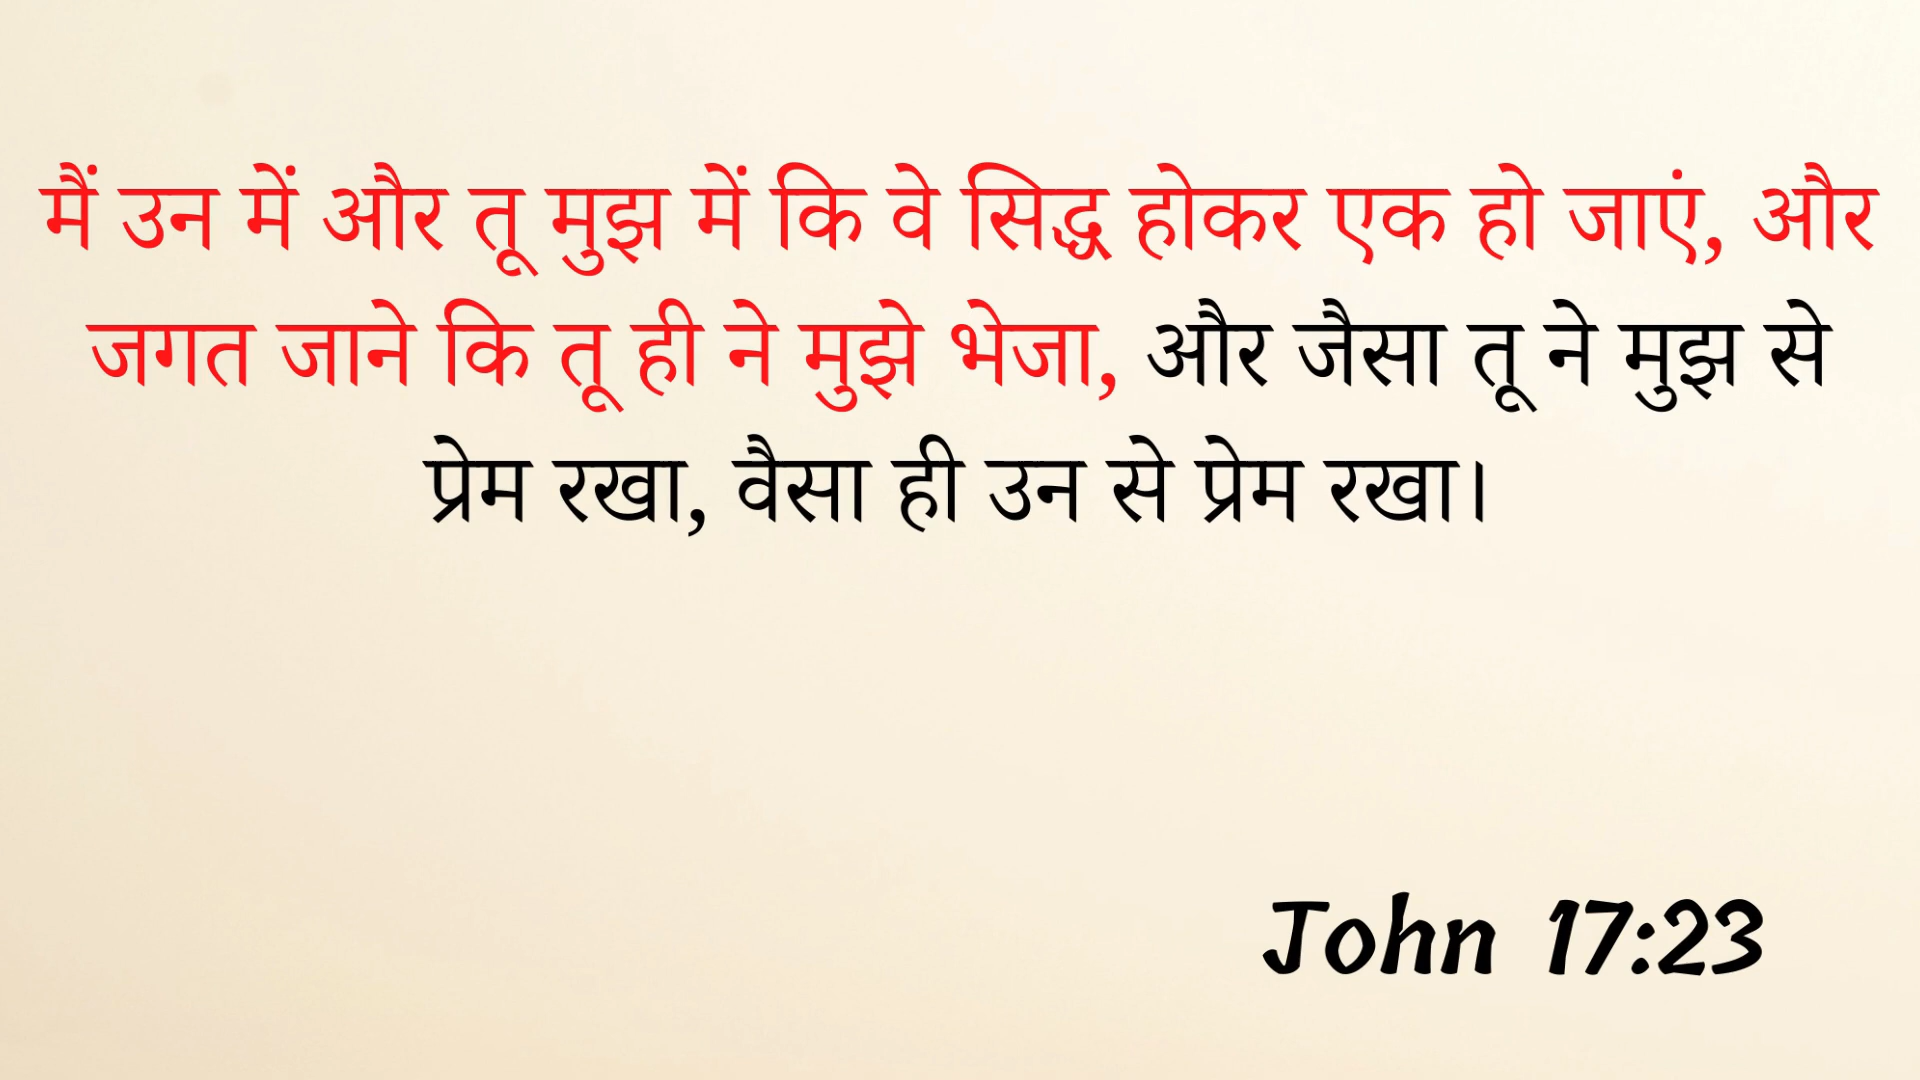 मैं उन में और तू मुझ में कि वे सिद्ध होकर एक हो जाएं, और
जगत जाने कि तू ही ने मुझे भेजा, और जैसा तू ने मुझ से
प्रेम रखा, वैसा ही उन से प्रेम रखा।
John 17:23